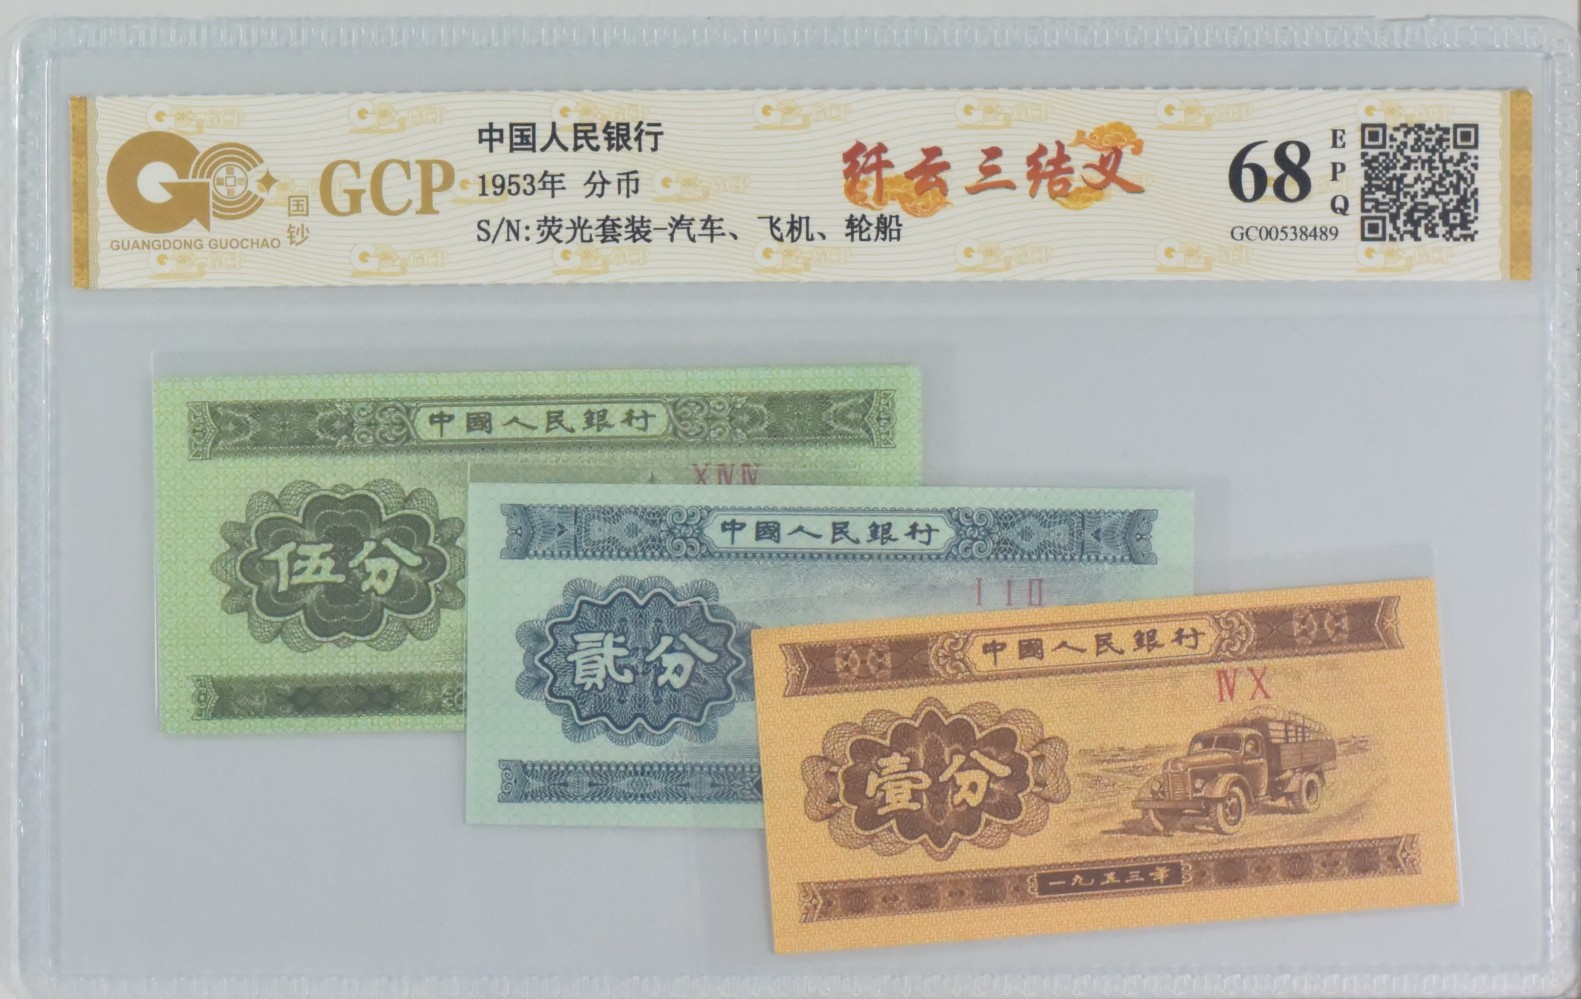 GUANGDONG GUOCHAO
国钞
GCP
中国人民银行
1953年 分币
S/N:荧光套装-汽车、飞机、轮船
纤云三结义
68
EPQ
GC00538489
中國人民銀行
伍分
中國人民銀行
I I II
貳分
中國人民銀行
IV X
壹分
一九五三年